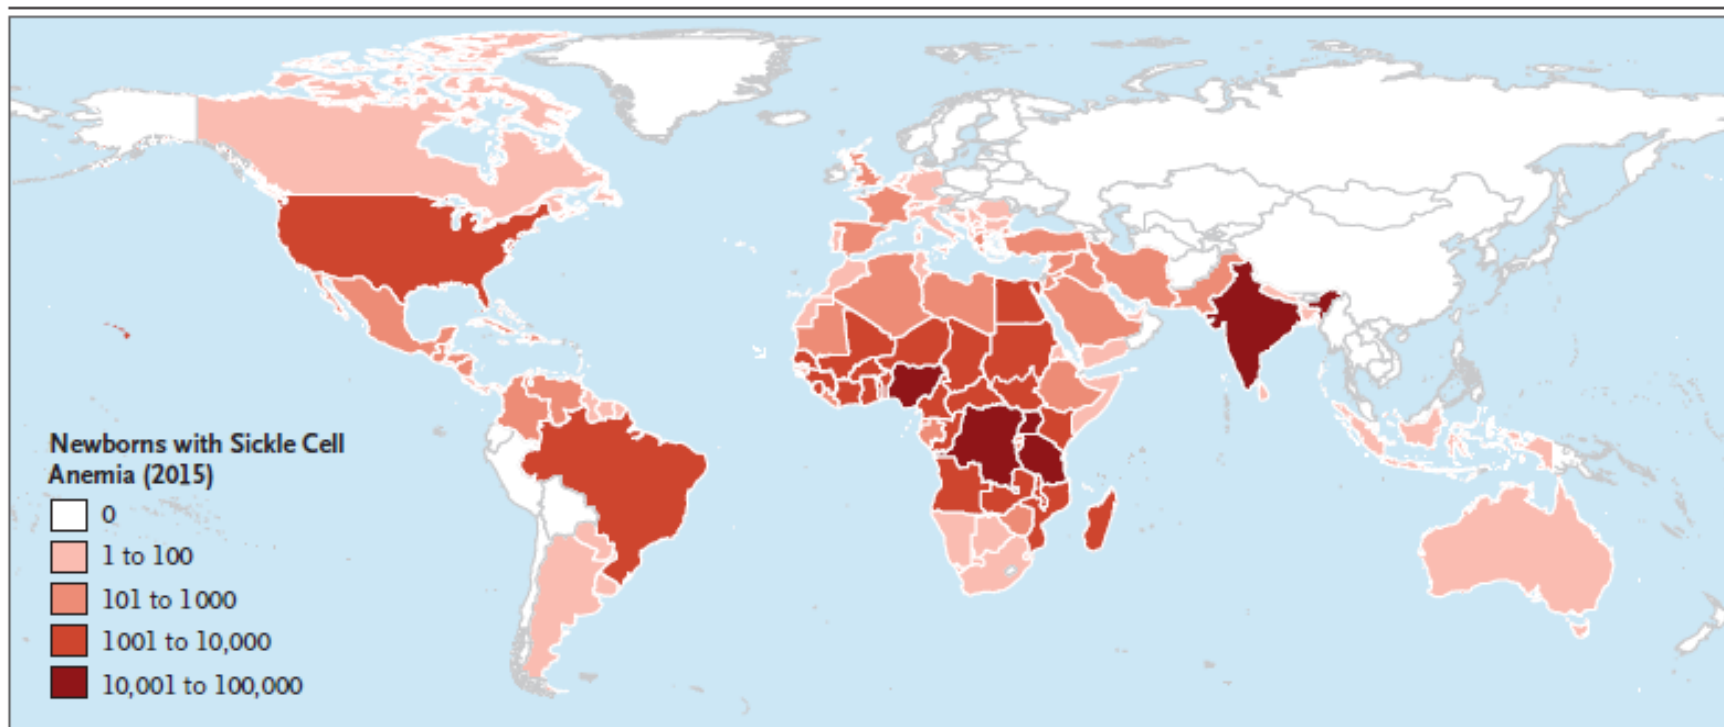 Newborns with Sickle Cell
Anemia (2015)
0
1 to 100
101 to 1000
1001 to 10,000
10,001 to 100,000